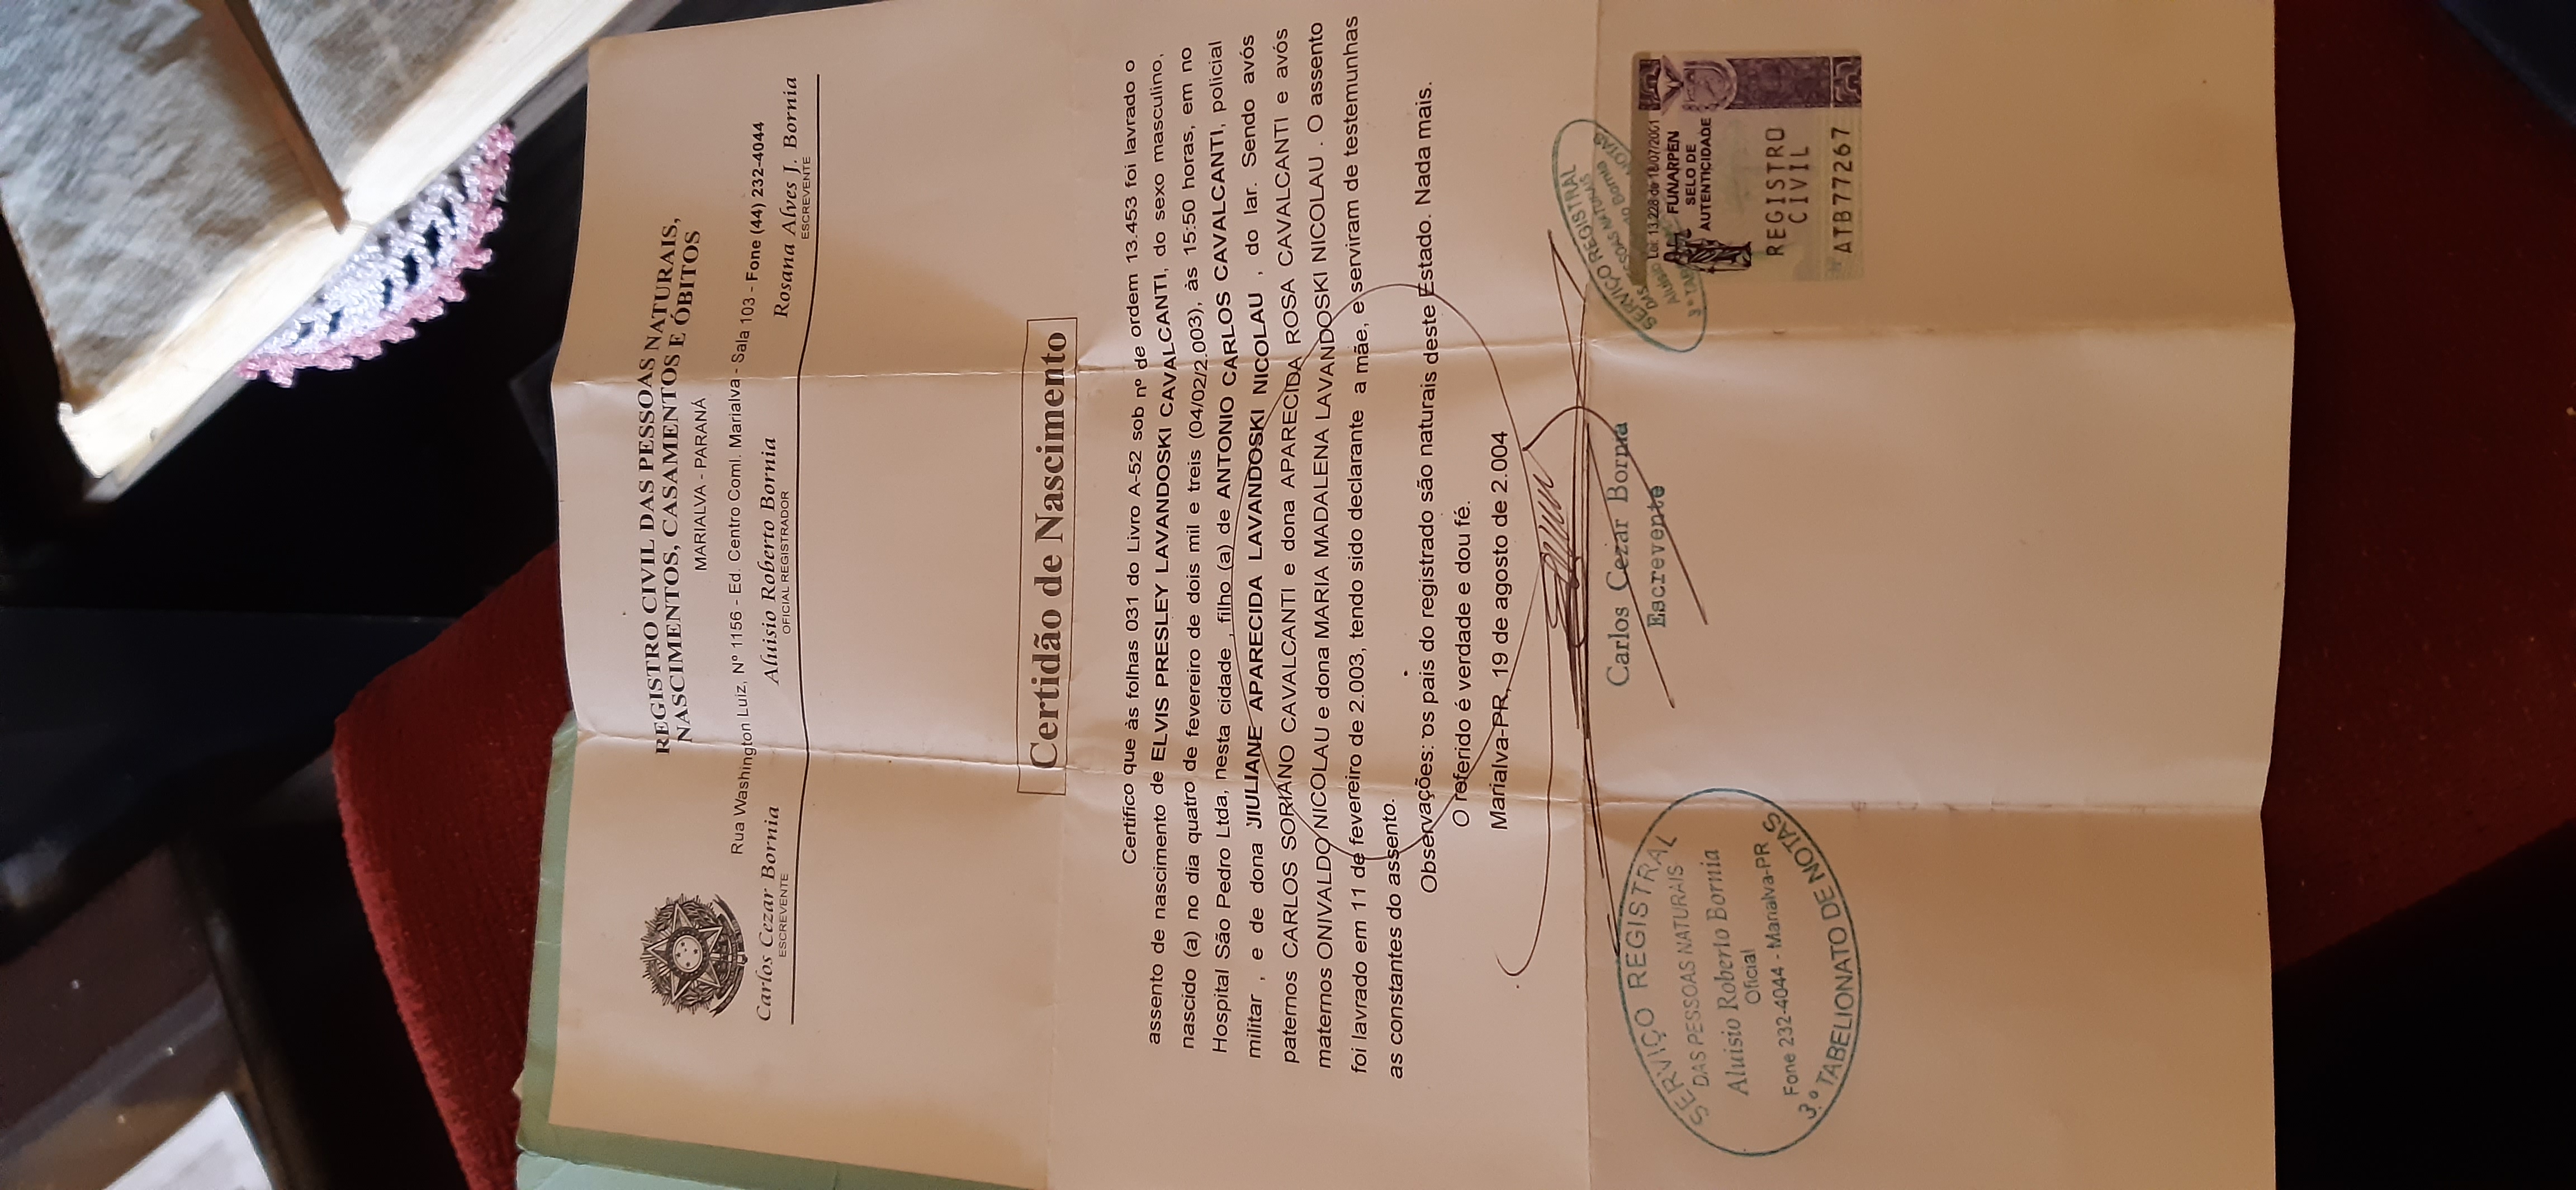 REGISTRO CIVIL DAS PESSOAS NATURAIS,
NASCIMENTOS, CASAMENTOS E ÓBITOS
MARIALVA - PARANÁ
Rua Washington Luiz, Nº 1156 - Ed. Centro Coml. Marialva - Sala 103 - Fone (44) 232-4044
Carlos Cezar Bornia Aluisio Roberto Bornia Rosana Alves J. Bornia
ESCREVENTE OFICIAL REGISTRADOR ESCREVENTE
Certidão de Nascimento
Certifico que às folhas 031 do Livro A-52 sob nº de ordem 13.453 foi lavrado o
assento de nascimento de ELVIS PRESLEY LAVANDOSKI CAVALCANTI, do sexo masculino,
nascido (a) no dia quatro de fevereiro de dois mil e treis (04/02/2.003), às 15:50 horas, em no
Hospital São Pedro Ltda, nesta cidade , filho (a) de ANTONIO CARLOS CAVALCANTI, policial
militar , e de dona JIULIANE APARECIDA LAVANDOSKI NICOLAU , do lar. Sendo avós
paternos CARLOS SORIANO CAVALCANTI e dona APARECIDA ROSA CAVALCANTI e avós
maternos ONIVALDO NICOLAU e dona MARIA MADALENA LAVANDOSKI NICOLAU . O assento
foi lavrado em 11 de fevereiro de 2.003, tendo sido declarante a mãe, e serviram de testemunhas
as constantes do assento.
Observações: os pais do registrado são naturais deste Estado. Nada mais.
O referido é verdade e dou fé.
Marialva-PR, 19 de agosto de 2.004
Carlos Cezar Bornia
Escrevente
SERVIÇO REGISTRAL
DAS PESSOAS NATURAIS
Aluisio Roberto Bornia
Oficial
Fone 232-4044 - Marialva-PR
3.º TABELIONATO DE NOTAS
SERVIÇO REGISTRAL
Lei: 13.228 de 18/07/2001
FUNARPEN
SELO DE
AUTENTICIDADE
REGISTRO
CIVIL
ATB77267